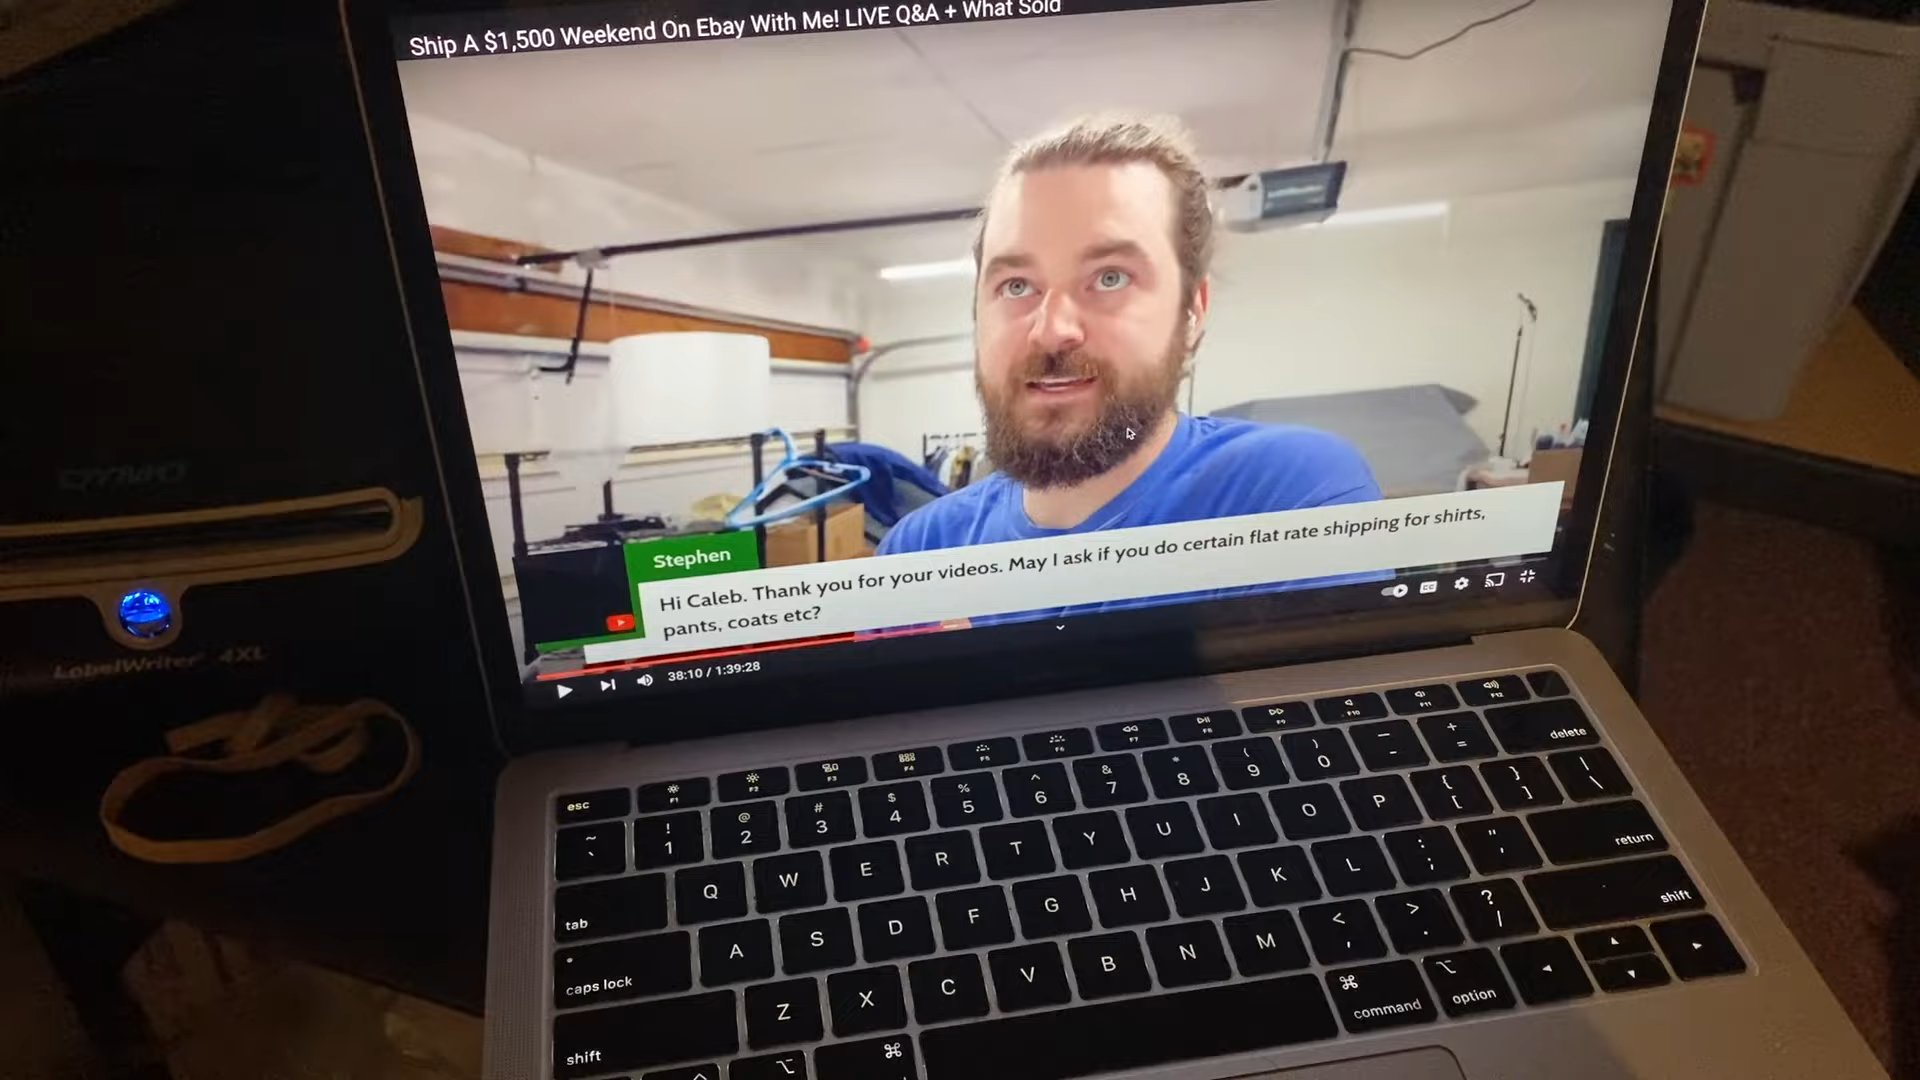 Ship A $1,500 Weekend On Ebay With Me! LIVE Q&A + What Sold
Stephen
Hi Caleb. Thank you for your videos. May I ask if you do certain flat rate shipping for shirts,
pants, coats etc?
CC
38:10 / 1:39:28
DYMO
LabelWriter 4XL
esc F1 F2 F3 F4 F5 F6 F7 F8 F9 F10 F11 F12
~ ` ! 1 @ 2 # 3 $ 4 % 5 ^ 6 & 7 * 8 ( 9 ) 0 _ - + = delete
tab Q W E R T Y U I O P { [ } ] | \
caps lock A S D F G H J K L : ; " ' return
shift Z X C V B N M < , > . ? / shift
⌥ ⌘ ⌘ command ⌥ option